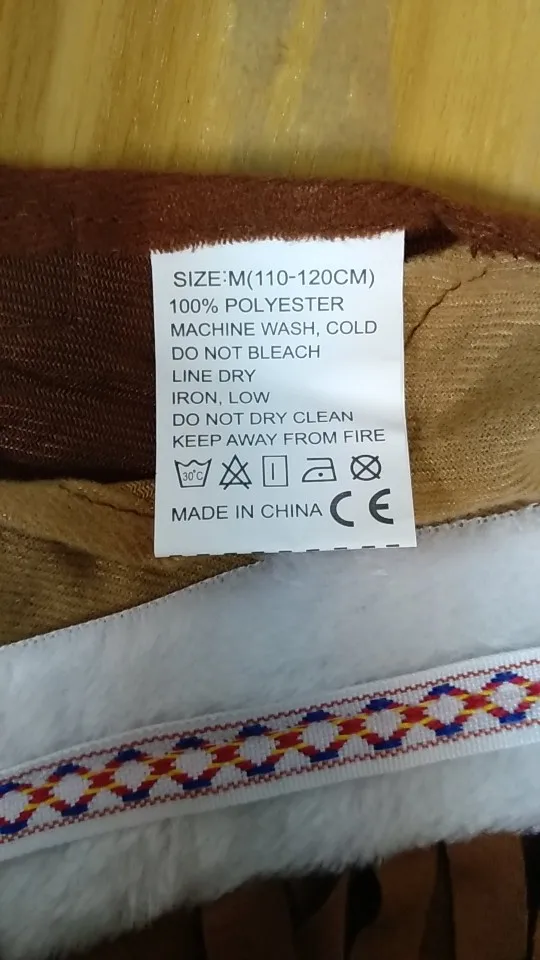 SIZE:M(110-120CM)
100% POLYESTER
MACHINE WASH, COLD
DO NOT BLEACH
LINE DRY
IRON, LOW
DO NOT DRY CLEAN
KEEP AWAY FROM FIRE
30°C
MADE IN CHINA CE